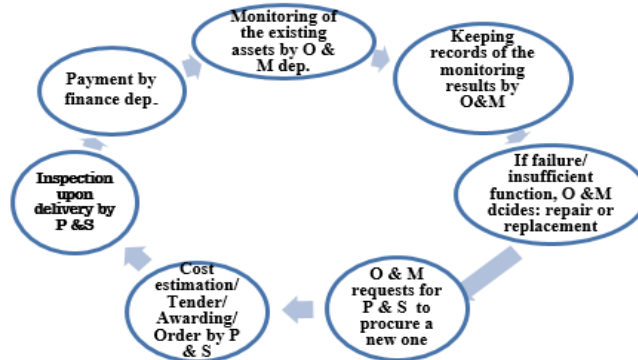 Monitoring of
the existing
assets by O &
M dep.
Keeping
records of the
monitoring
results by
O&M
If failure/
insufficient
function, O &M
dcides: repair or
replacement
O & M
requests for
P & S to
procure a
new one
Cost
estimation/
Tender/
Awarding/
Order by P
& S
Inspection
upon
delivery by
P &S
Payment by
finance dep.